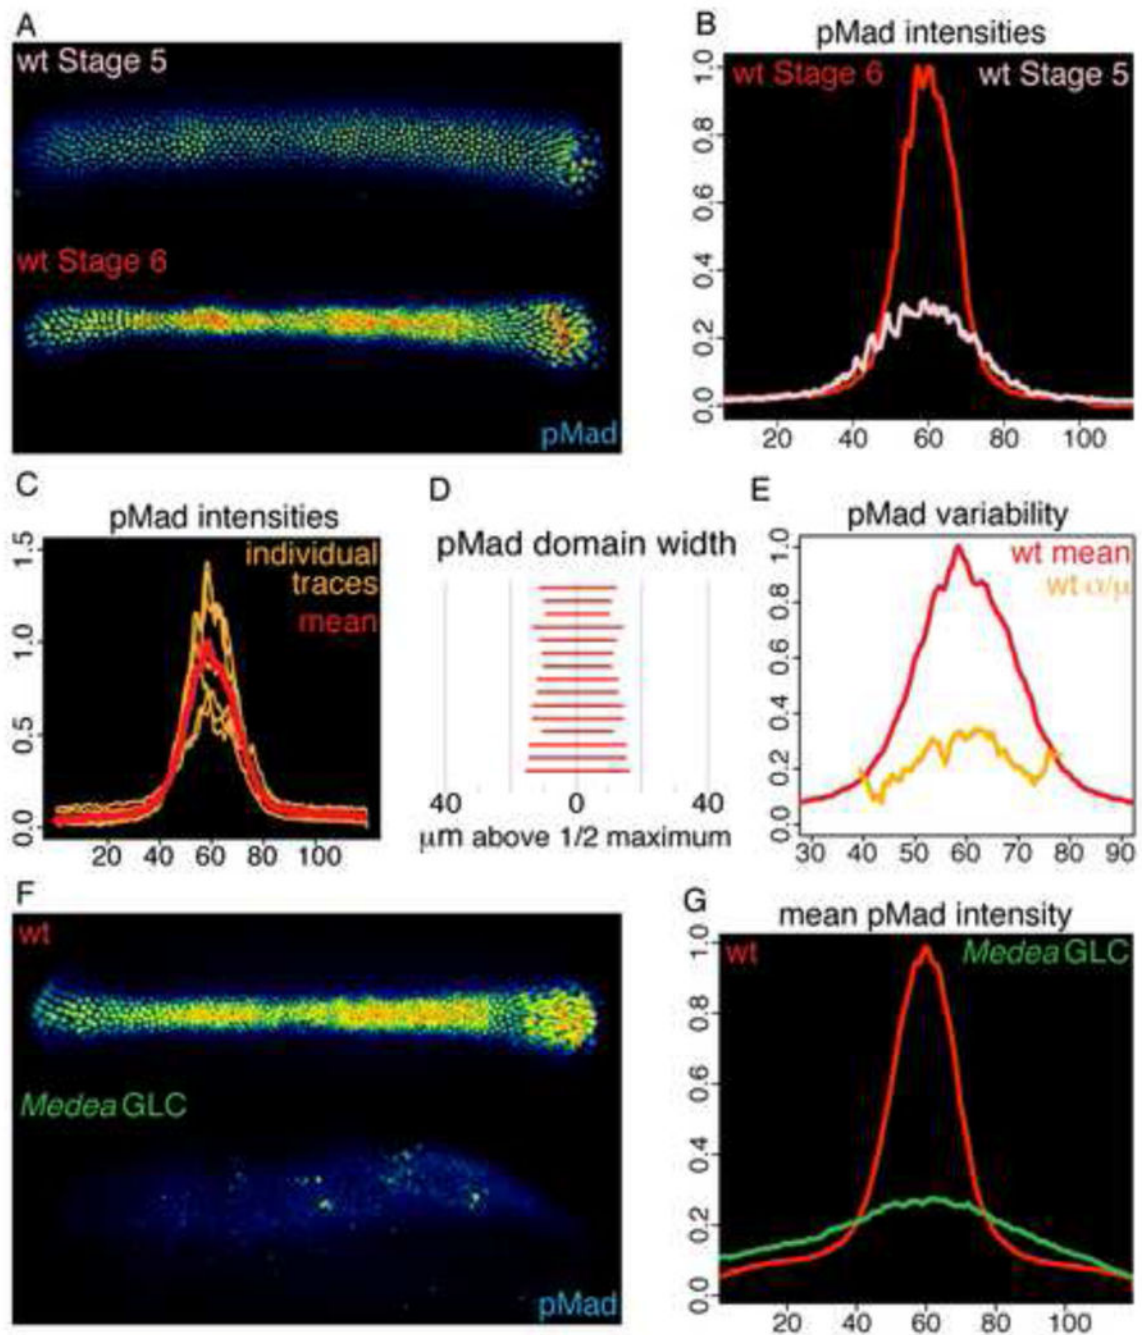 A
wt Stage 5
wt Stage 6
pMad
B
pMad intensities
wt Stage 6
wt Stage 5
1.0
0.8
0.6
0.4
0.2
0.0
20 40 60 80 100
C
pMad intensities
individual
traces
mean
1.5
1.0
0.5
0.0
20 40 60 80 100
D
pMad domain width
40 0 40
μm above 1/2 maximum
E
pMad variability
wt mean
wt σ/μ
1.0
0.8
0.6
0.4
0.2
0.0
30 40 50 60 70 80 90
F
wt
Medea GLC
pMad
G
mean pMad intensity
wt
Medea GLC
1.0
0.8
0.6
0.4
0.2
0.0
20 40 60 80 100